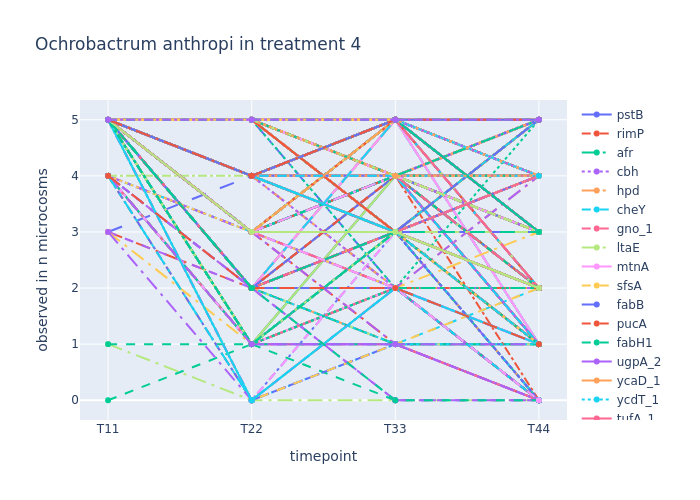 Ochrobactrum anthropi in treatment 4
observed in n microcosms
5
4
3
2
1
0
T11
T22
T33
T44
timepoint
pstB
rimP
afr
cbh
hpd
cheY
gno_1
ltaE
mtnA
sfsA
fabB
pucA
fabH1
ugpA_2
ycaD_1
ycdT_1
tufA_1